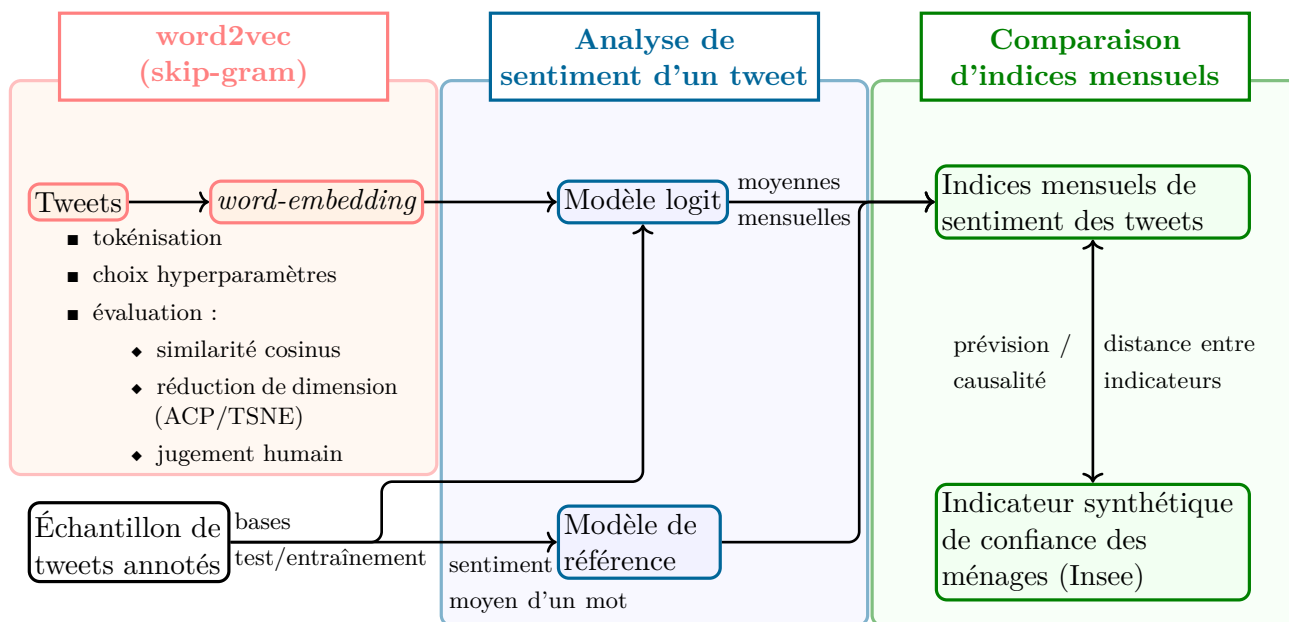 word2vec
(skip-gram)
Analyse de
sentiment d'un tweet
Comparaison
d'indices mensuels
Tweets
word-embedding
■ tokénisation
■ choix hyperparamètres
■ évaluation :
◆ similarité cosinus
◆ réduction de dimension
(ACP/TSNE)
◆ jugement humain
Échantillon de
tweets annotés
bases
test/entraînement
Modèle logit
moyennes
mensuelles
Modèle de
référence
sentiment
moyen d'un mot
Indices mensuels de
sentiment des tweets
prévision /
causalité
distance entre
indicateurs
Indicateur synthétique
de confiance des
ménages (Insee)